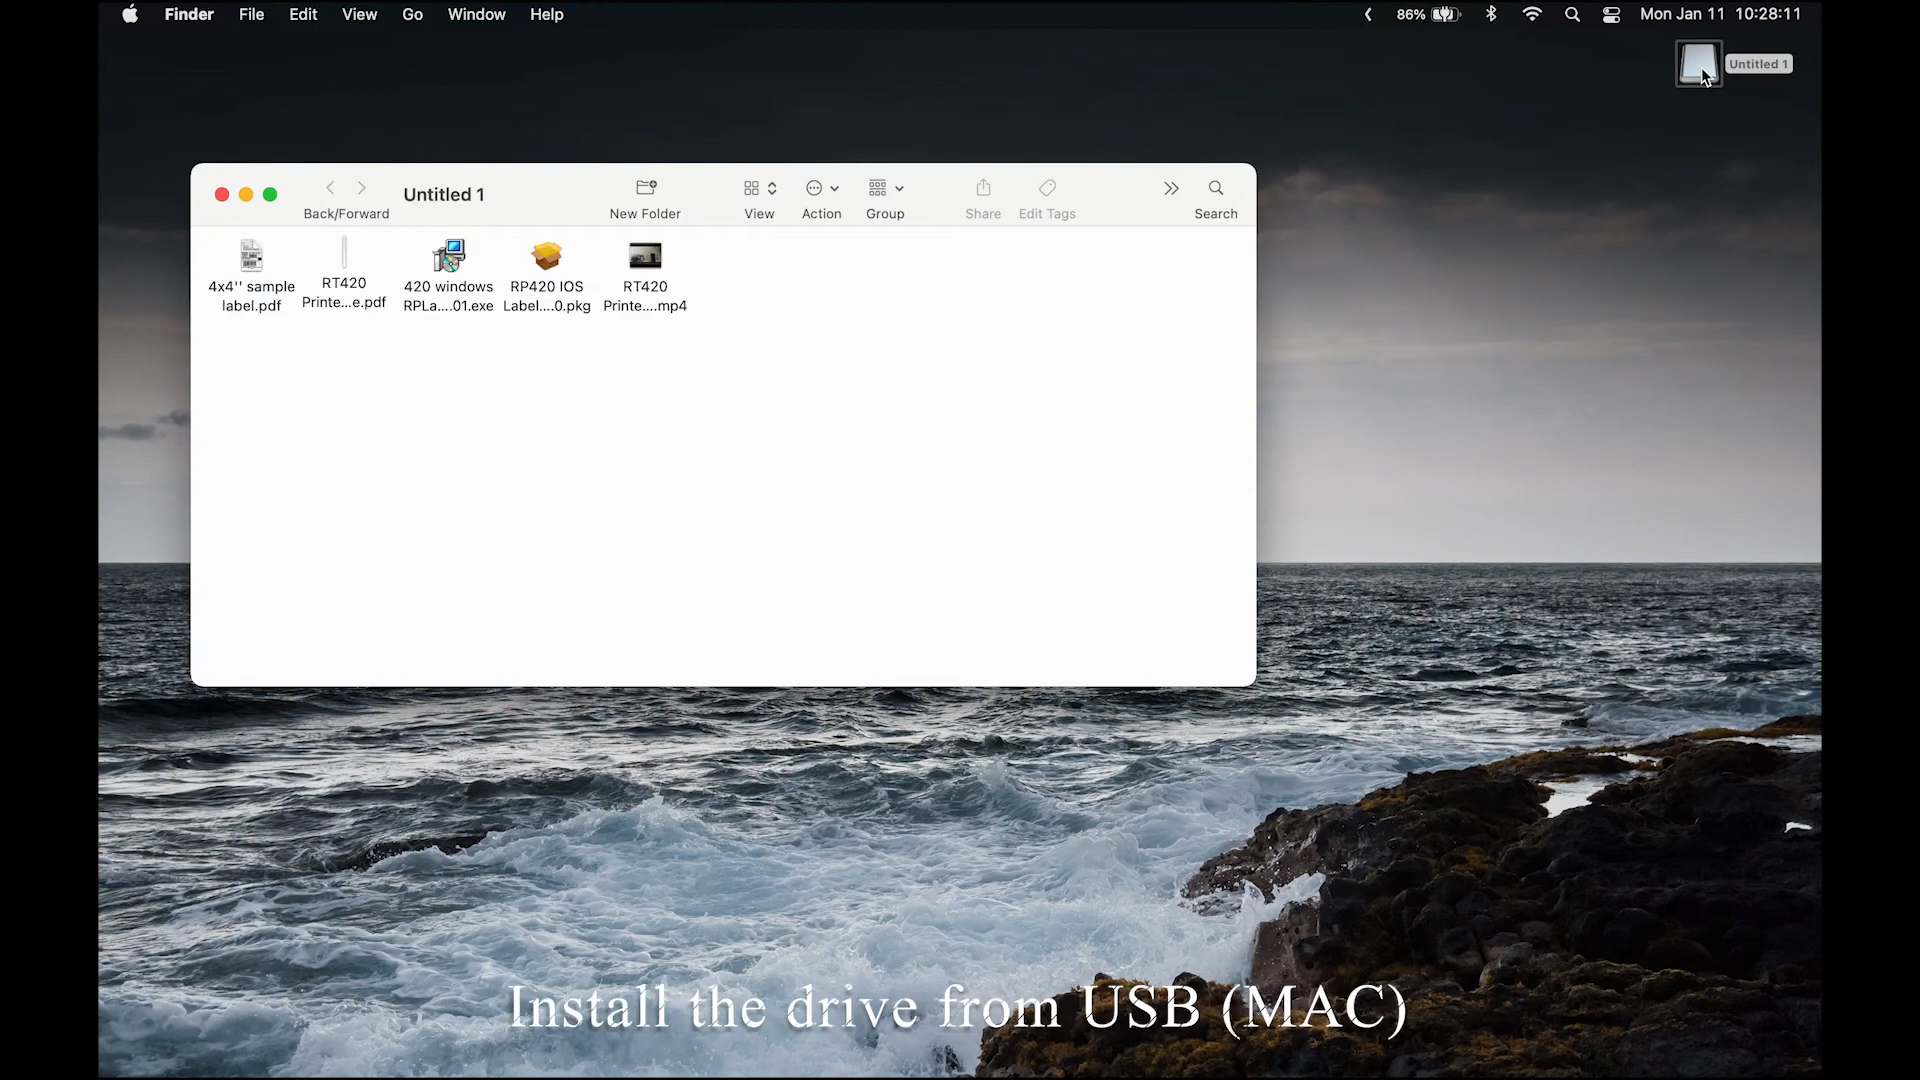 Finder File Edit View Go Window Help 86% Mon Jan 11 10:28:11
Untitled 1
Untitled 1
Back/Forward New Folder View Action Group Share Edit Tags Search
4x4'' sample
label.pdf
RT420
Printe...e.pdf
420 windows
RPLa....01.exe
RP420 IOS
Label....0.pkg
RT420
Printe....mp4
Install the drive from USB (MAC)